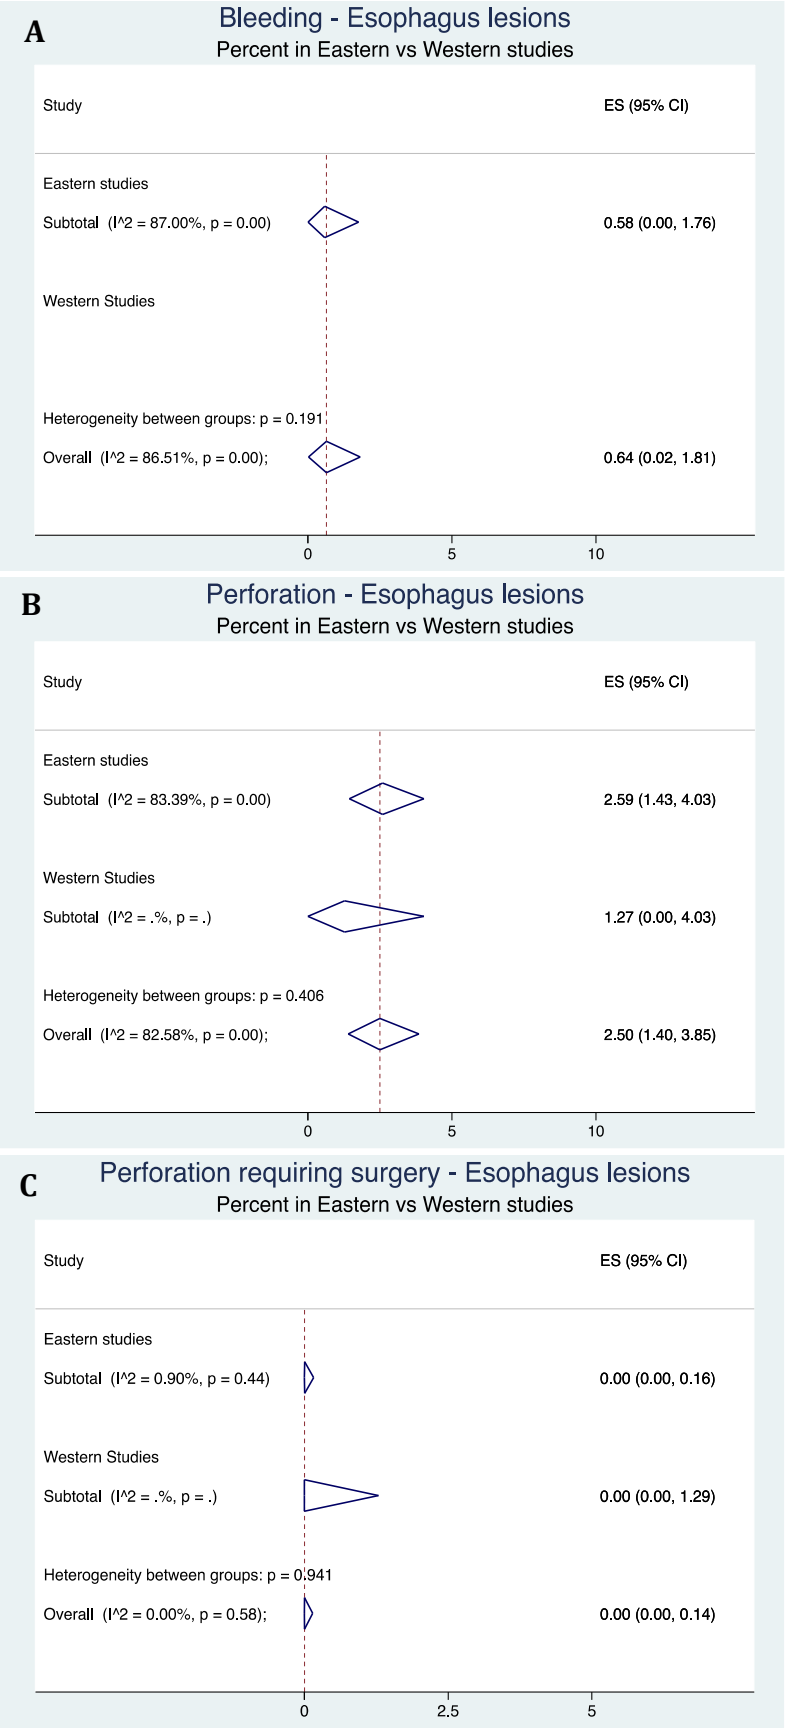 A
Bleeding - Esophagus lesions
Percent in Eastern vs Western studies
Study ES (95% CI)
Eastern studies
Subtotal (I^2 = 87.00%, p = 0.00) 0.58 (0.00, 1.76)
Western Studies
Heterogeneity between groups: p = 0.191
Overall (I^2 = 86.51%, p = 0.00); 0.64 (0.02, 1.81)
0 5 10
B
Perforation - Esophagus lesions
Percent in Eastern vs Western studies
Study ES (95% CI)
Eastern studies
Subtotal (I^2 = 83.39%, p = 0.00) 2.59 (1.43, 4.03)
Western Studies
Subtotal (I^2 = .%, p = .) 1.27 (0.00, 4.03)
Heterogeneity between groups: p = 0.406
Overall (I^2 = 82.58%, p = 0.00); 2.50 (1.40, 3.85)
0 5 10
C
Perforation requiring surgery - Esophagus lesions
Percent in Eastern vs Western studies
Study ES (95% CI)
Eastern studies
Subtotal (I^2 = 0.90%, p = 0.44) 0.00 (0.00, 0.16)
Western Studies
Subtotal (I^2 = .%, p = .) 0.00 (0.00, 1.29)
Heterogeneity between groups: p = 0.941
Overall (I^2 = 0.00%, p = 0.58); 0.00 (0.00, 0.14)
0 2.5 5